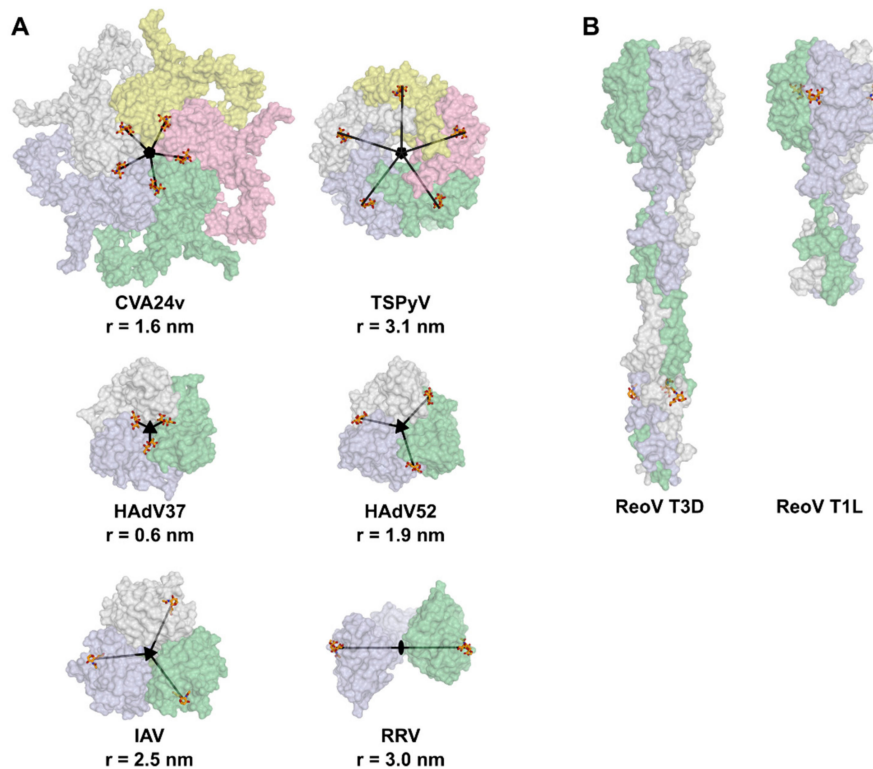 A
B
CVA24v
r = 1.6 nm
TSPyV
r = 3.1 nm
HAdV37
r = 0.6 nm
HAdV52
r = 1.9 nm
IAV
r = 2.5 nm
RRV
r = 3.0 nm
ReoV T3D
ReoV T1L